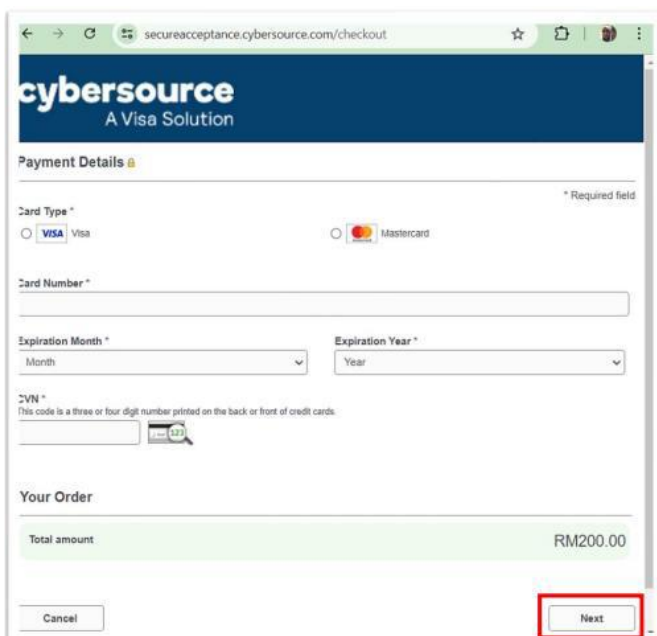 secureacceptance.cybersource.com/checkout
cybersource
A Visa Solution
Payment Details
* Required field
Card Type *
VISA Visa
Mastercard
Card Number *
Expiration Month * Expiration Year *
Month Year
CVN *
This code is a three or four digit number printed on the back or front of credit cards.
123
Your Order
Total amount RM200.00
Cancel Next